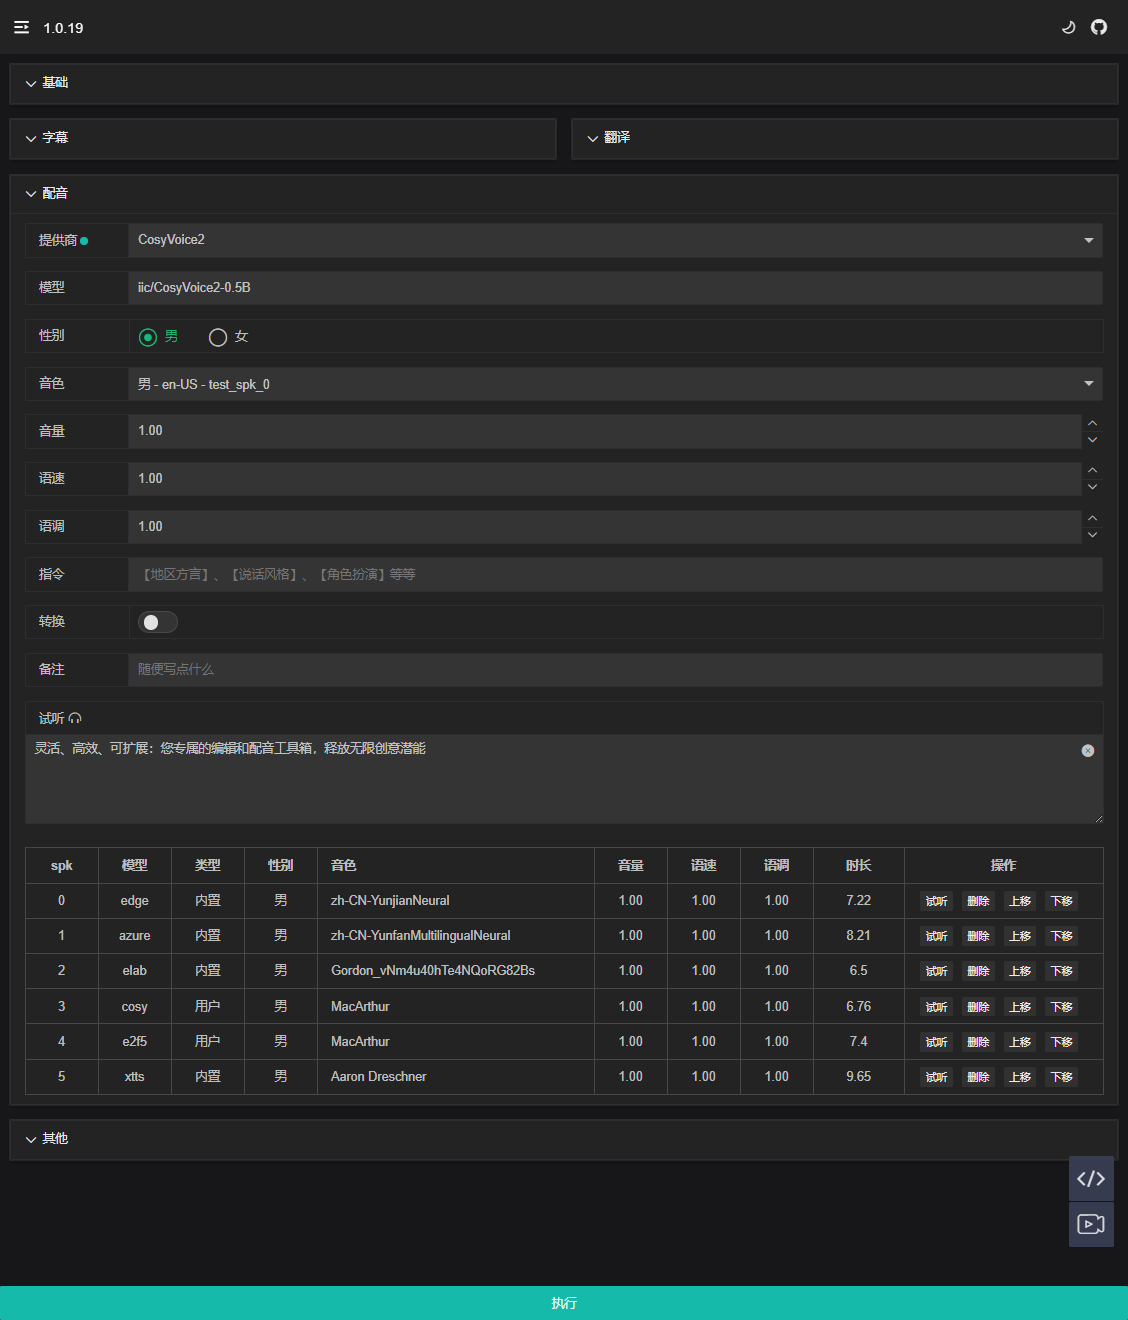 1.0.19
基础
字幕
翻译
配音
提供商 CosyVoice2
模型 iic/CosyVoice2-0.5B
性别 男 女
音色 男 - en-US - test_spk_0
音量 1.00
语速 1.00
语调 1.00
指令 【地区方言】、【说话风格】、【角色扮演】等等
转换
备注 随便写点什么
试听
灵活、高效、可扩展：您专属的编辑和配音工具箱，释放无限创意潜能
spk 模型 类型 性别 音色 音量 语速 语调 时长 操作
0 edge 内置 男 zh-CN-YunjianNeural 1.00 1.00 1.00 7.22 试听 删除 上移 下移
1 azure 内置 男 zh-CN-YunfanMultilingualNeural 1.00 1.00 1.00 8.21 试听 删除 上移 下移
2 elab 内置 男 Gordon_vNm4u40hTe4NQoRG82Bs 1.00 1.00 1.00 6.5 试听 删除 上移 下移
3 cosy 用户 男 MacArthur 1.00 1.00 1.00 6.76 试听 删除 上移 下移
4 e2f5 用户 男 MacArthur 1.00 1.00 1.00 7.4 试听 删除 上移 下移
5 xtts 内置 男 Aaron Dreschner 1.00 1.00 1.00 9.65 试听 删除 上移 下移
其他
执行